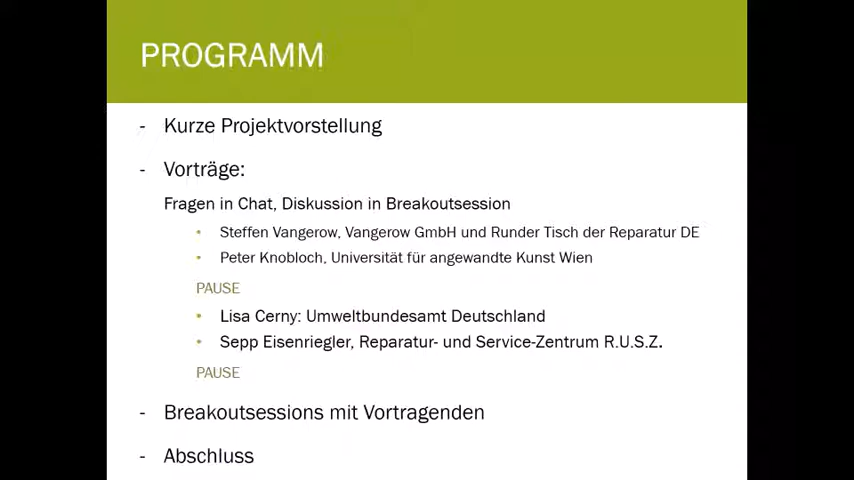 PROGRAMM
- Kurze Projektvorstellung
- Vorträge:
Fragen in Chat, Diskussion in Breakoutsession
• Steffen Vangerow, Vangerow GmbH und Runder Tisch der Reparatur DE
• Peter Knobloch, Universität für angewandte Kunst Wien
PAUSE
• Lisa Cerny: Umweltbundesamt Deutschland
• Sepp Eisenriegler, Reparatur- und Service-Zentrum R.U.S.Z.
PAUSE
- Breakoutsessions mit Vortragenden
- Abschluss